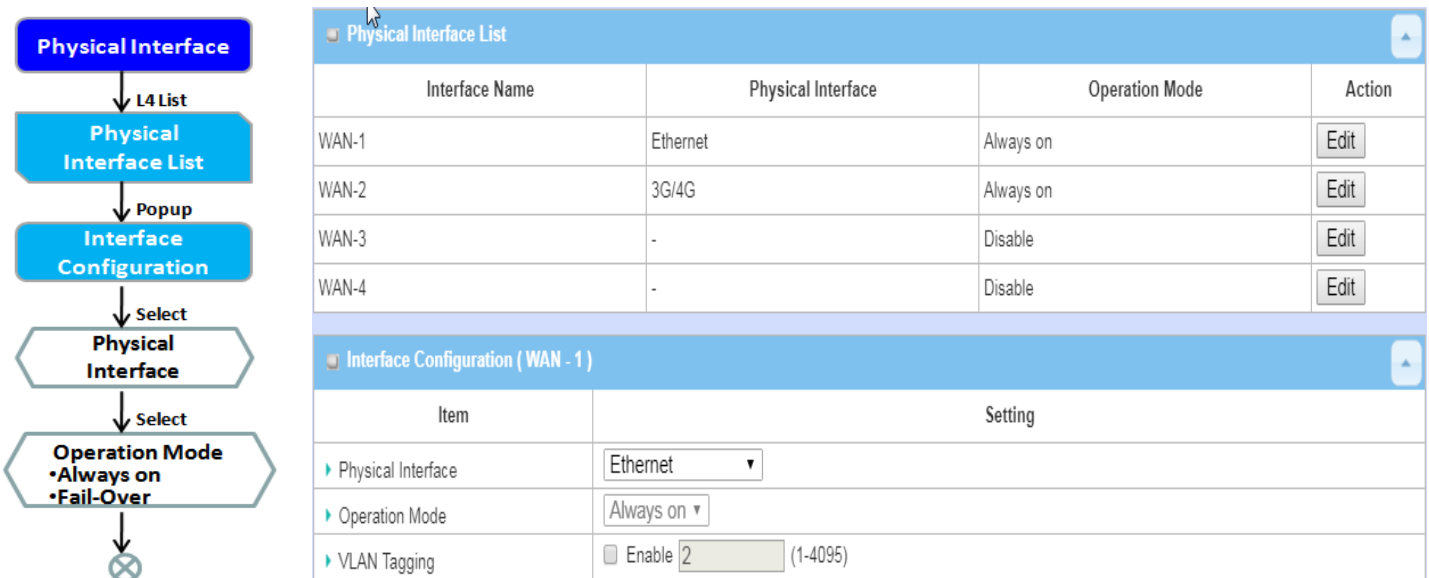 Physical Interface
L4 List
Physical
Interface List
Popup
Interface
Configuration
Select
Physical
Interface
Select
Operation Mode
•Always on
•Fail-Over
Physical Interface List
Interface Name Physical Interface Operation Mode Action
WAN-1 Ethernet Always on Edit
WAN-2 3G/4G Always on Edit
WAN-3 - Disable Edit
WAN-4 - Disable Edit
Interface Configuration ( WAN - 1 )
Item Setting
Physical Interface Ethernet
Operation Mode Always on
VLAN Tagging Enable 2 (1-4095)